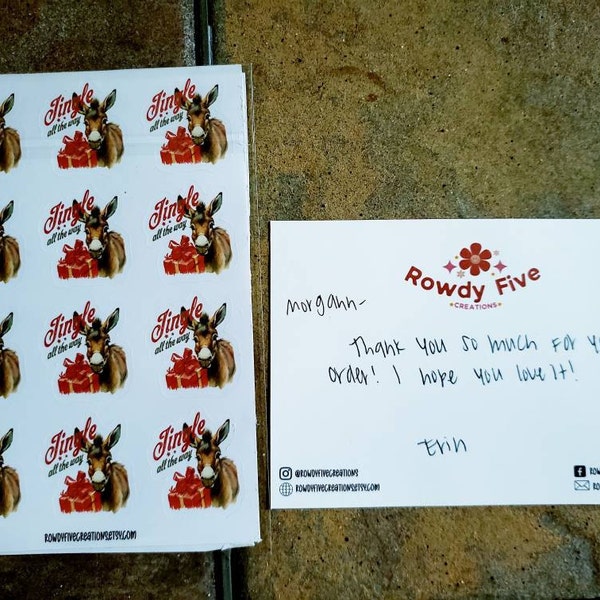 Jingle
all the way
Jingle
all the way
Jingle
all the way
Jingle
all the way
Jingle
all the way
Jingle
all the way
Jingle
all the way
Jingle
all the way
ROWDYFIVECREATIONS.ETSY.COM
Rowdy Five
CREATIONS
morgann-
Thank you so much for
order! I hope you love it!
Erin
@ROWDYFIVECREATIONS
ROWDYFIVECREATIONS.ETSY.COM